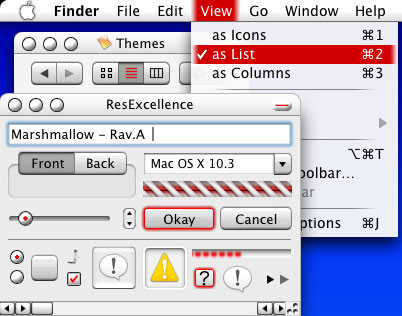 Finder File Edit View Go Window Help
as Icons ⌘1
✓ as List ⌘2
as Columns ⌘3
Themes
ResExcellence
Marshmallow - Rav.A
Front Back
Mac OS X 10.3
⌥⌘T
oolbar...
ar
Okay Cancel
ptions ⌘J
! ! ? !